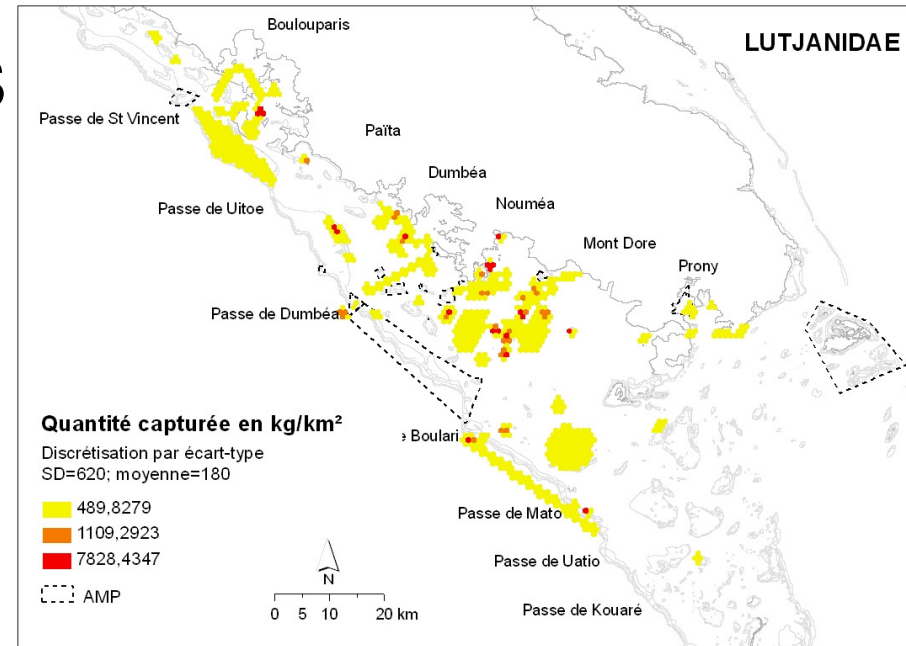 S
Boulouparis
LUTJANIDAE
Passe de St Vincent
Païta
Dumbéa
Passe de Uitoe
Nouméa
Mont Dore
Prony
Passe de Dumbéa
Quantité capturée en kg/km²
Discrétisation par écart-type
SD=620; moyenne=180
489,8279
1109,2923
7828,4347
AMP
e Boulari
Passe de Mato
Passe de Uatio
Passe de Kouaré
N
0 5 10 20 km